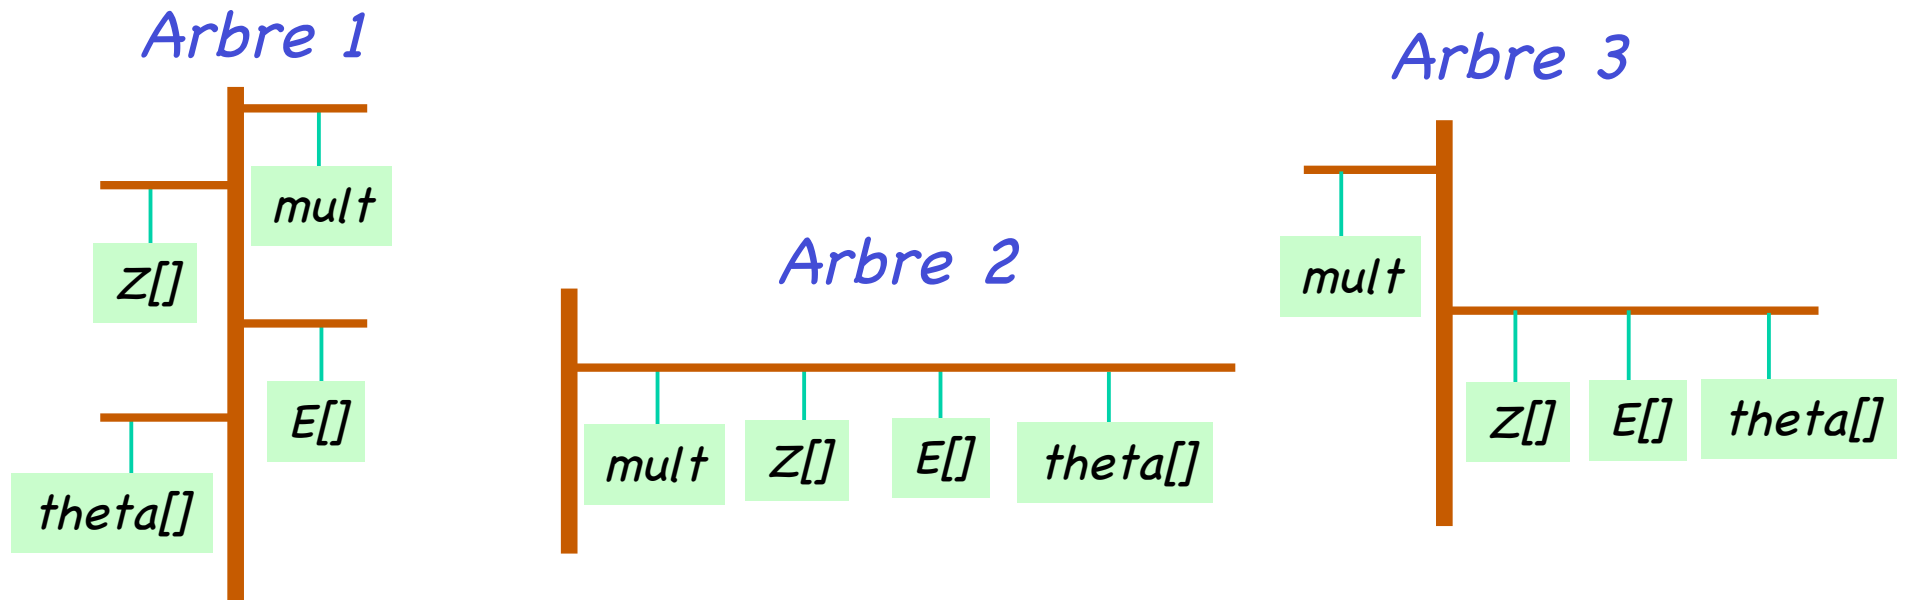 Arbre 1
mult
Z[]
E[]
theta[]
Arbre 2
mult Z[] E[] theta[]
Arbre 3
mult
Z[] E[] theta[]